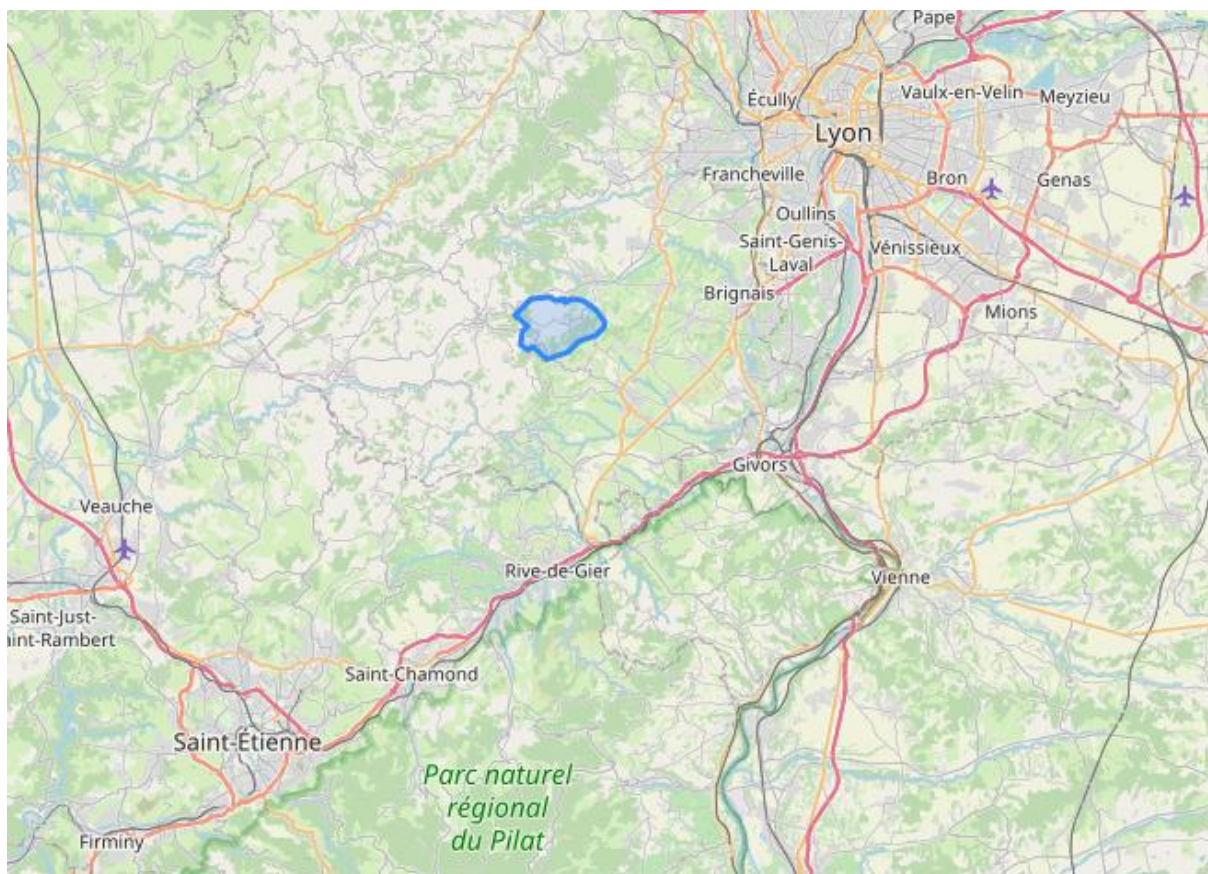 Pape
Écully
Vaulx-en-Velin
Meyzieu
Lyon
Francheville
Bron
Genas
Oullins
Saint-Genis-
Laval
Vénissieux
Brignais
Mions
Givors
Veauche
Rive-de-Gier
Vienne
Saint-Just-
aint-Rambert
Saint-Chamond
Saint-Étienne
Parc naturel
régional
du Pilat
Firminy